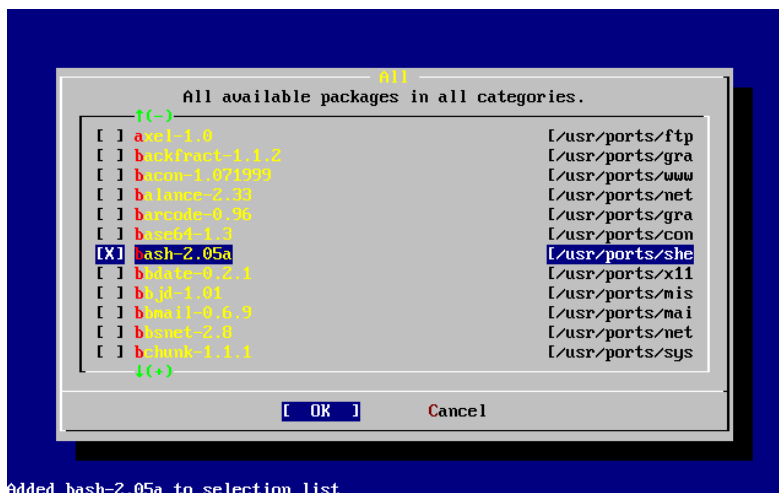 All
All available packages in all categories.
↑(-)
[ ] axel-1.0 [/usr/ports/ftp
[ ] backfract-1.1.2 [/usr/ports/gra
[ ] bacon-1.071999 [/usr/ports/www
[ ] balance-2.33 [/usr/ports/net
[ ] barcode-0.96 [/usr/ports/gra
[ ] base64-1.3 [/usr/ports/con
[X] bash-2.05a [/usr/ports/she
[ ] bbdate-0.2.1 [/usr/ports/x11
[ ] bbjd-1.01 [/usr/ports/mis
[ ] bbmail-0.6.9 [/usr/ports/mai
[ ] bbsnet-2.8 [/usr/ports/net
[ ] bchunk-1.1.1 [/usr/ports/sys
↓(+)
[ OK ] Cancel
Added bash-2.05a to selection list